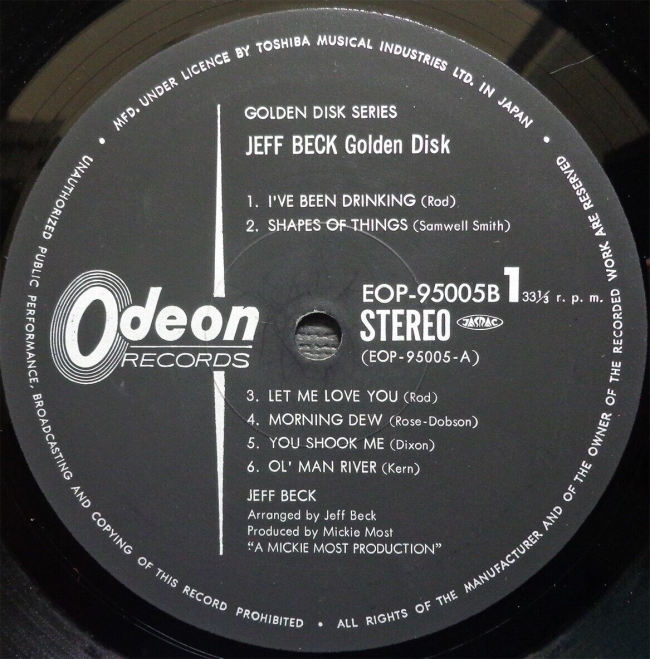 MFD. UNDER LICENCE BY TOSHIBA MUSICAL INDUSTRIES LTD. IN JAPAN •
GOLDEN DISK SERIES
JEFF BECK Golden Disk
1. I'VE BEEN DRINKING (Rod)
2. SHAPES OF THINGS (Samwell Smith)
Odeon
RECORDS
EOP-95005B 1 33⅓ r. p. m.
STEREO JASRAC
(EOP-95005-A)
3. LET ME LOVE YOU (Rod)
4. MORNING DEW (Rose-Dobson)
5. YOU SHOOK ME (Dixon)
6. OL' MAN RIVER (Kern)
JEFF BECK
Arranged by Jeff Beck
Produced by Mickie Most
"A MICKIE MOST PRODUCTION"
UNAUTHORIZED PUBLIC PERFORMANCE, BROADCASTING AND COPYING OF THIS RECORD PROHIBITED • ALL RIGHTS OF THE MANUFACTURER AND OF THE OWNER OF THE RECORDED WORK ARE RESERVED •